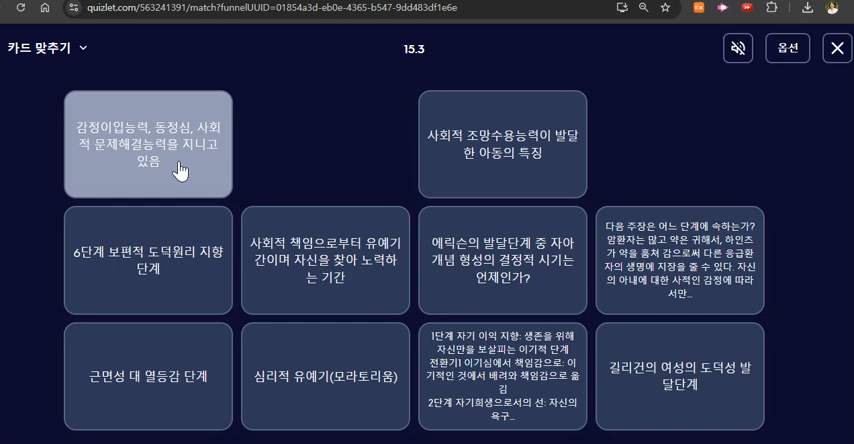 quizlet.com/563241391/match?funnelUUID=01854a3d-eb0e-4365-b547-9dd483df1e6e
카드 맞추기
15.3
옵션
감정이입능력, 동정심, 사회
적 문제해결능력을 지니고
있음
사회적 조망수용능력이 발달
한 아동의 특징
6단계 보편적 도덕원리 지향
단계
사회적 책임으로부터 유예기
간이며 자신을 찾아 노력하
는 기간
에릭슨의 발달단계 중 자아
개념 형성의 결정적 시기는
언제인가?
다음 주장은 어느 단계에 속하는가?
암환자는 많고 약은 귀해서, 하인츠
가 약을 훔쳐 감으로써 다른 응급환
자의 생명에 지장을 줄 수 있다. 자신
의 아내에 대한 사적인 감정에 따라
서만...
근면성 대 열등감 단계
심리적 유예기(모라토리움)
1단계 자기 이익 지향: 생존을 위해
자신만을 보살피는 이기적 단계
전환기1 이기심에서 책임감으로: 이
기적인 것에서 배려와 책임감으로 옮
김
2단계 자기희생으로서의 선: 자신의
욕구...
길리건의 여성의 도덕성 발
달단계